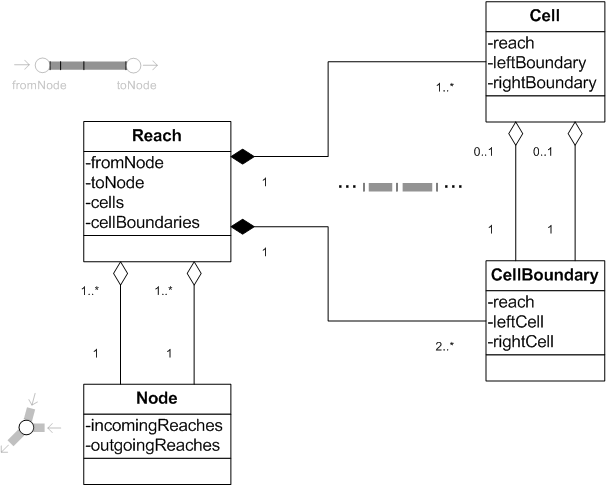 Cell
-reach
-leftBoundary
-rightBoundary
fromNode toNode
1..*
Reach
-fromNode
-toNode
-cells
-cellBoundaries
1
0..1 0..1
1 1
1
CellBoundary
-reach
-leftCell
-rightCell
1..* 1..*
2..*
1 1
Node
-incomingReaches
-outgoingReaches